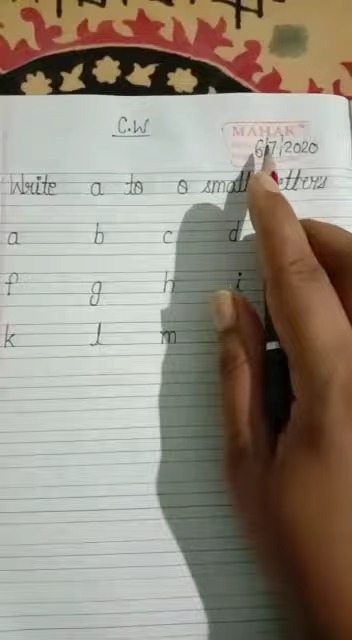 C.W
MAHAK
6/7/2020
Write a to o small letters
a b c d
f g h i
k l m